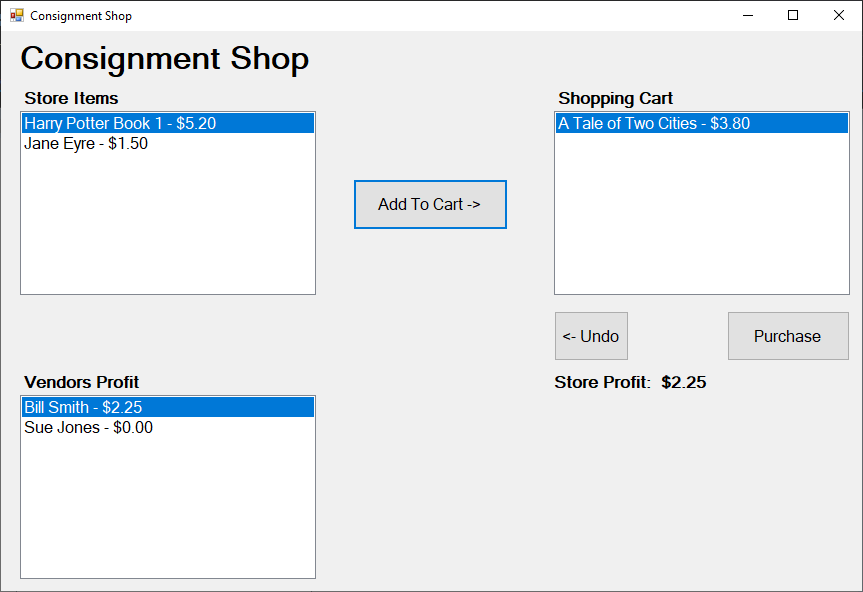 Consignment Shop
Consignment Shop
Store Items
Harry Potter Book 1 - $5.20
Jane Eyre - $1.50
Add To Cart ->
Shopping Cart
A Tale of Two Cities - $3.80
<- Undo
Purchase
Store Profit: $2.25
Vendors Profit
Bill Smith - $2.25
Sue Jones - $0.00